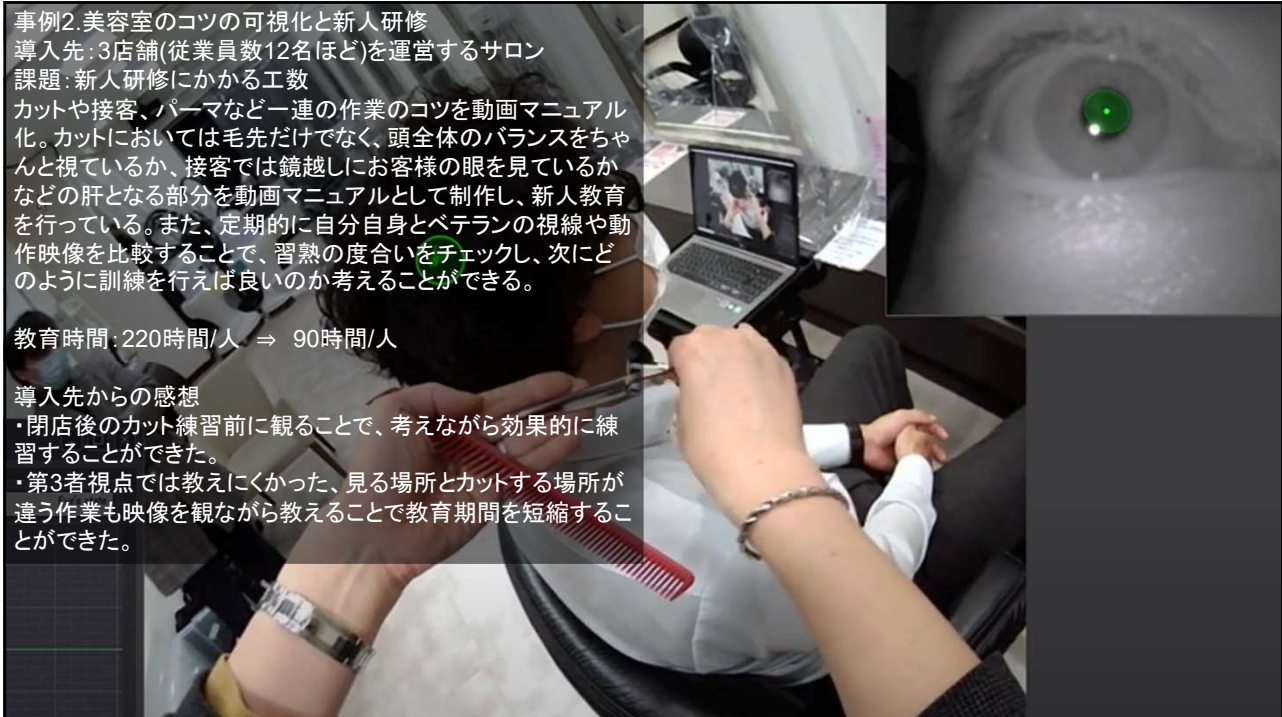 事例2.美容室のコツの可視化と新人研修
導入先:3店舗(従業員数12名ほど)を運営するサロン
課題:新人研修にかかる工数
カットや接客、パーマなど一連の作業のコツを動画マニュアル
化。カットにおいては毛先だけでなく、頭全体のバランスをちゃ
んと視ているか、接客では鏡越しにお客様の眼を見ているか
などの肝となる部分を動画マニュアルとして制作し、新人教育
を行っている。また、定期的に自分自身とベテランの視線や動
作映像を比較することで、習熟の度合いをチェックし、次にど
のように訓練を行えば良いのか考えることができる。
教育時間:220時間/人 ⇒ 90時間/人
導入先からの感想
・閉店後のカット練習前に観ることで、考えながら効果的に練
習することができた。
・第3者視点では教えにくかった、見る場所とカットする場所が
違う作業も映像を観ながら教えることで教育期間を短縮するこ
とができた。